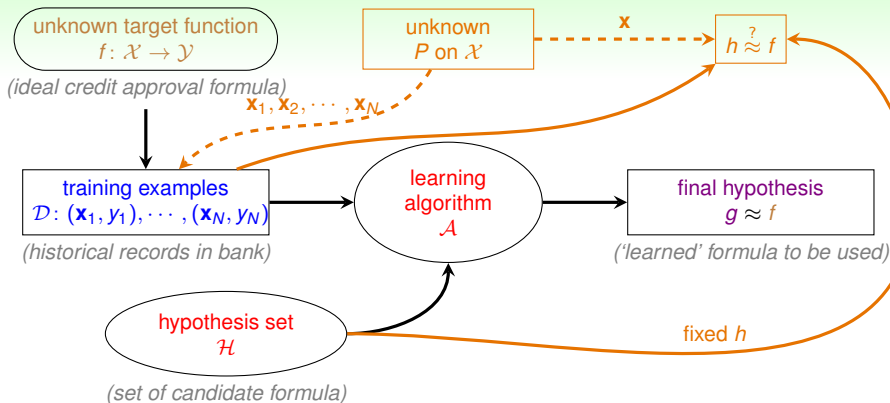 unknown target function
f: 𝒳 → 𝒴
(ideal credit approval formula)
unknown
P on 𝒳
x
h ≈? f
x₁, x₂, ⋯ , x_N
training examples
𝒟: (x₁, y₁), ⋯ , (x_N, y_N)
(historical records in bank)
learning
algorithm
𝒜
final hypothesis
g ≈ f
(‘learned’ formula to be used)
hypothesis set
ℋ
(set of candidate formula)
fixed h